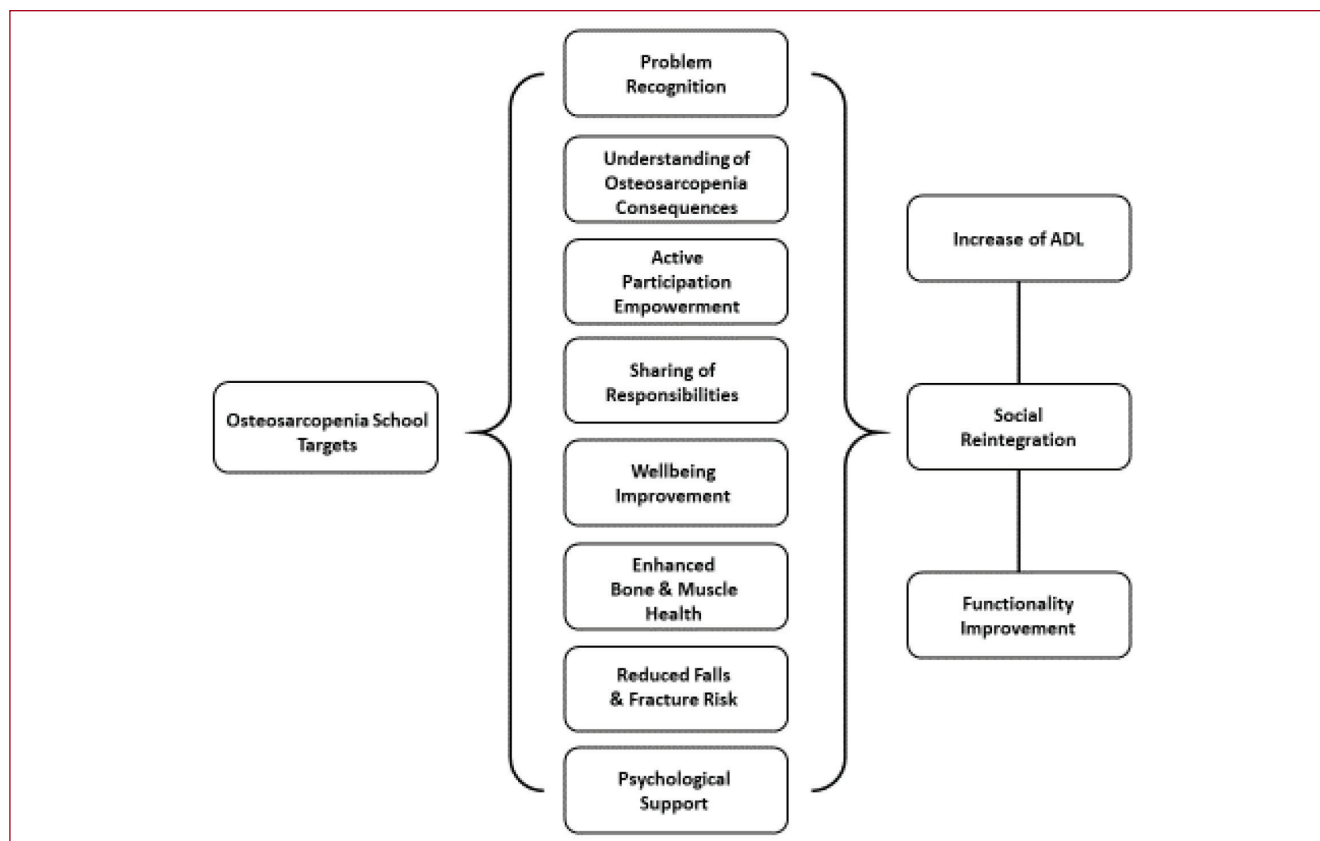 Osteosarcopenia School
Targets
Problem
Recognition
Understanding of
Osteosarcopenia
Consequences
Active
Participation
Empowerment
Sharing of
Responsibilities
Wellbeing
Improvement
Enhanced
Bone & Muscle
Health
Reduced Falls
& Fracture Risk
Psychological
Support
Increase of ADL
Social
Reintegration
Functionality
Improvement